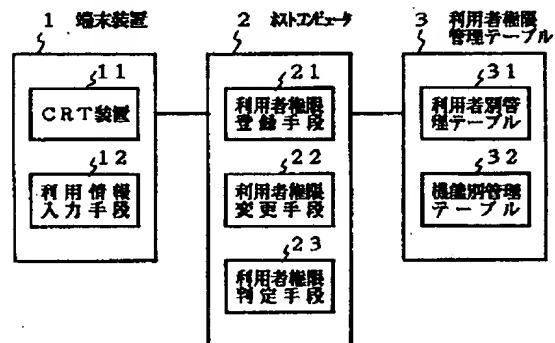 1 端末装置
2 ホストコンピュータ
3 利用者権限
管理テーブル
11
CRT装置
12
利用情報
入力手段
21
利用者権限
登録手段
22
利用者権限
変更手段
23
利用者権限
判定手段
31
利用者別管
理テーブル
32
機能別管理
テーブル